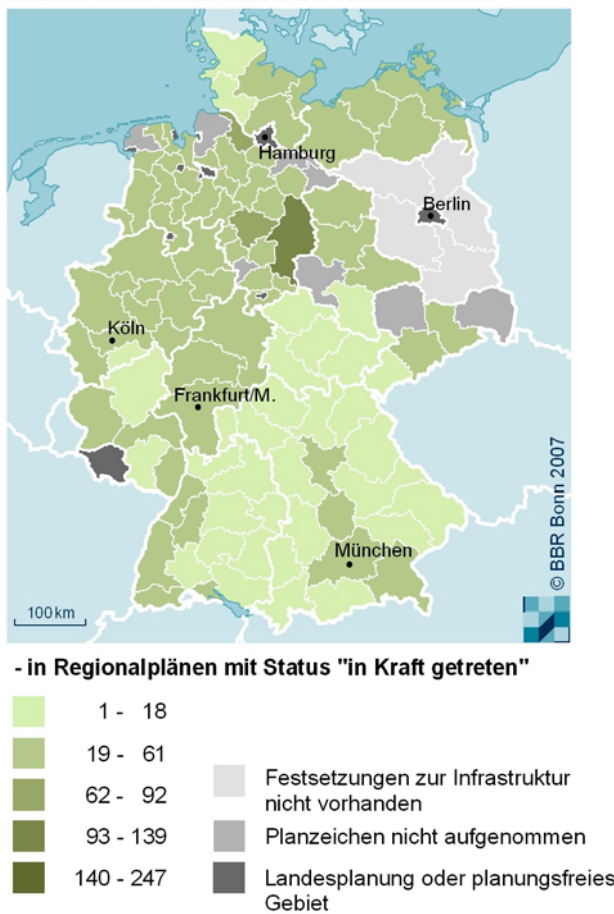 Hamburg
Berlin
Köln
Frankfurt/M.
München
100 km
© BBR Bonn 2007
- in Regionalplänen mit Status "in Kraft getreten"
1 - 18
19 - 61
62 - 92
93 - 139
140 - 247
Festsetzungen zur Infrastruktur
nicht vorhanden
Planzeichen nicht aufgenommen
Landesplanung oder planungsfreies
Gebiet